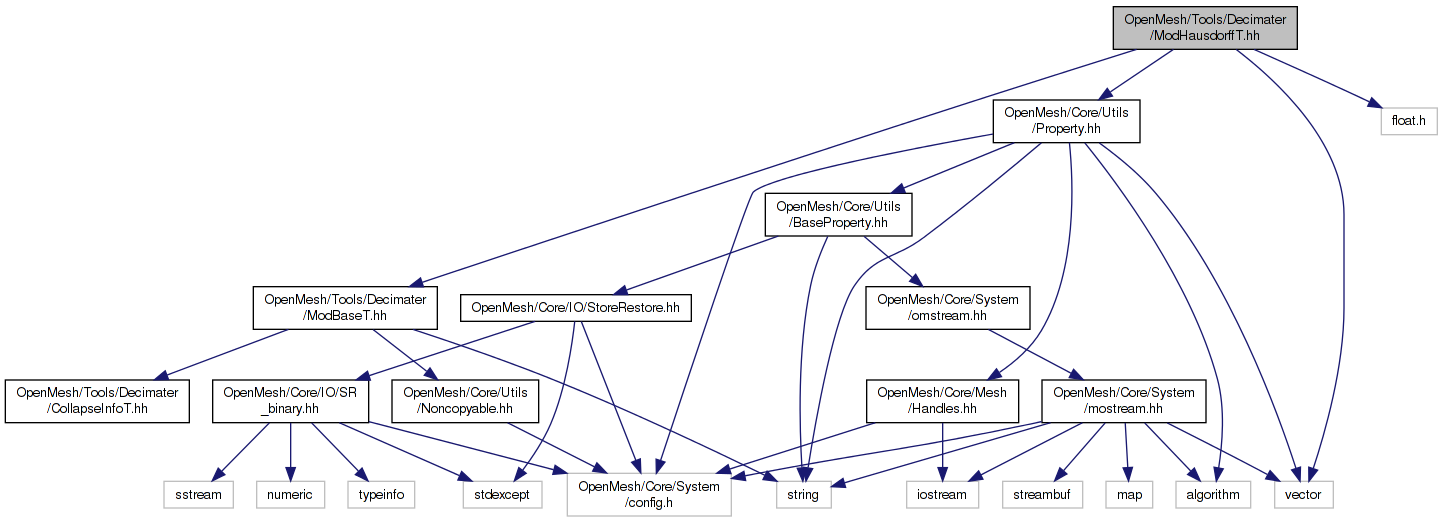 OpenMesh/Tools/Decimater
/ModHausdorffT.hh
OpenMesh/Core/Utils
/Property.hh
float.h
OpenMesh/Core/Utils
/BaseProperty.hh
OpenMesh/Tools/Decimater
/ModBaseT.hh
OpenMesh/Core/IO/StoreRestore.hh
OpenMesh/Core/System
/omstream.hh
OpenMesh/Tools/Decimater
/CollapseInfoT.hh
OpenMesh/Core/IO/SR
_binary.hh
OpenMesh/Core/Utils
/Noncopyable.hh
OpenMesh/Core/Mesh
/Handles.hh
OpenMesh/Core/System
/mostream.hh
sstream
numeric
typeinfo
stdexcept
OpenMesh/Core/System
/config.h
string
iostream
streambuf
map
algorithm
vector